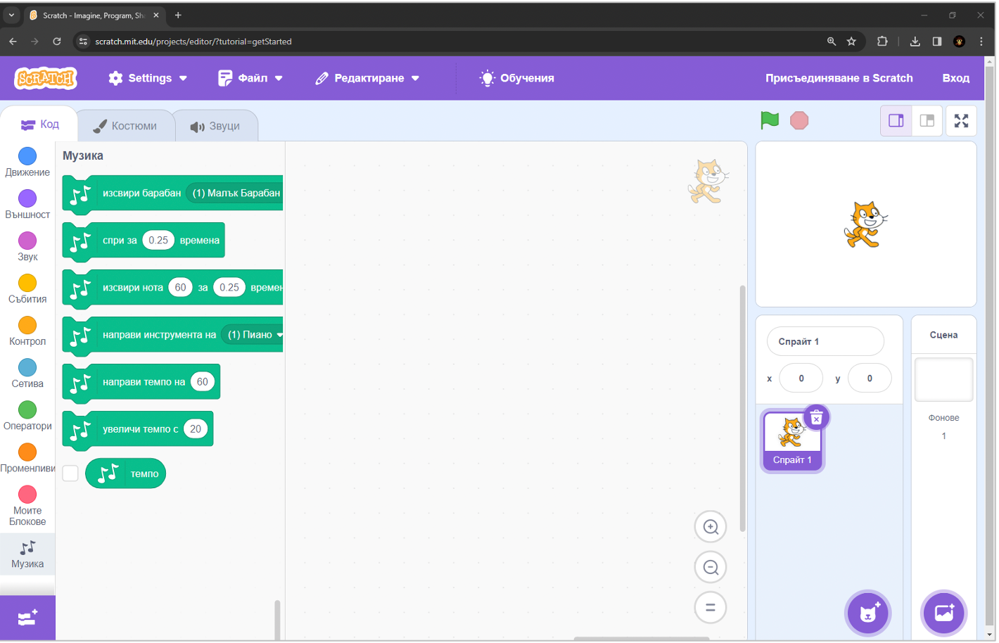 Scratch - Imagine, Program, Sha
scratch.mit.edu/projects/editor/?tutorial=getStarted
SCRATCH
Settings
Файл
Редактиране
Обучения
Присъединяване в Scratch
Вход
Код
Костюми
Звуци
Движение
Външност
Звук
Събития
Контрол
Сетива
Оператори
Променливи
Моите
Блокове
Музика
Музика
изсвири барабан (1) Малък Барабан
спри за 0.25 времена
изсвири нота 60 за 0.25 времен
направи инструмента на (1) Пиано
направи темпо на 60
увеличи темпо с 20
темпо
Спрайт 1
x 0 y 0
Спрайт 1
Сцена
Фонове
1